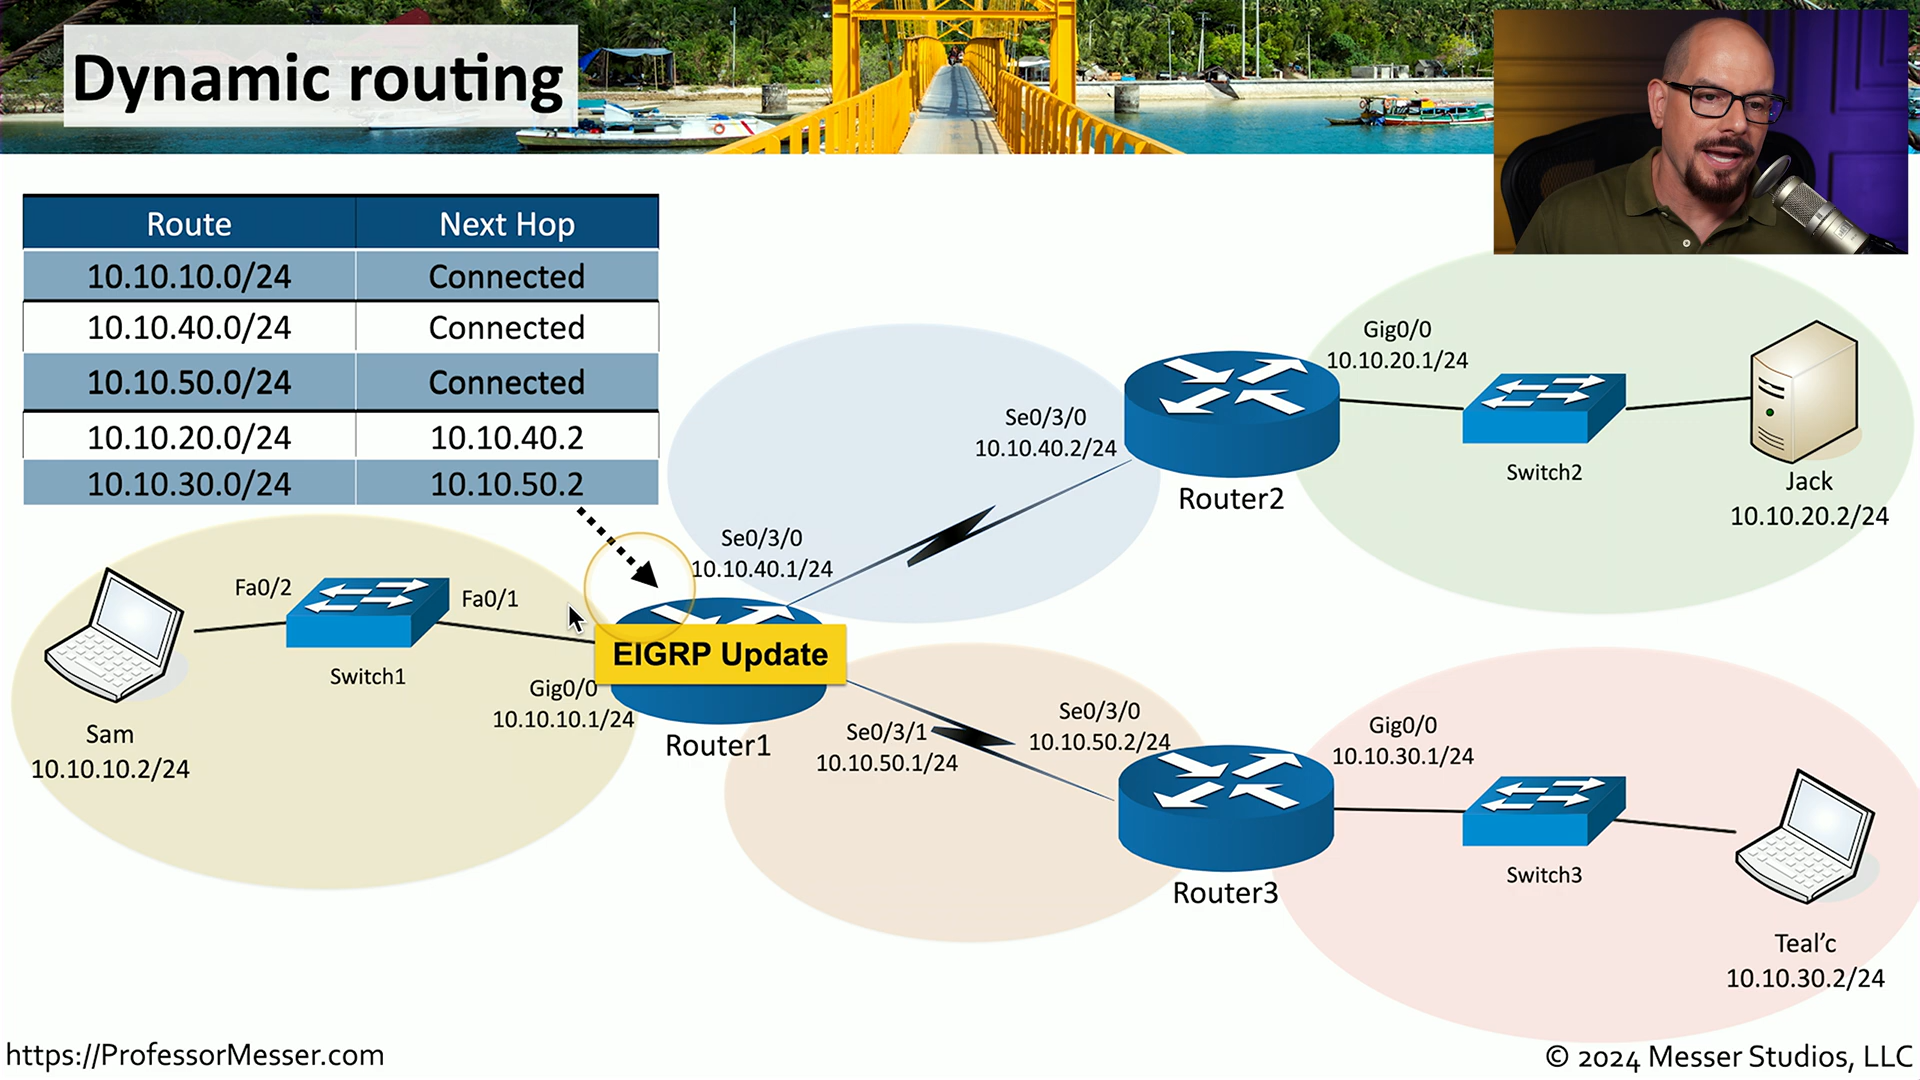 Dynamic routing
Route Next Hop
10.10.10.0/24 Connected
10.10.40.0/24 Connected
10.10.50.0/24 Connected
10.10.20.0/24 10.10.40.2
10.10.30.0/24 10.10.50.2
Gig0/0
10.10.20.1/24
Se0/3/0
10.10.40.2/24
Router2
Switch2
Jack
10.10.20.2/24
Se0/3/0
10.10.40.1/24
Fa0/2
Fa0/1
Switch1
Sam
10.10.10.2/24
EIGRP Update
Gig0/0
10.10.10.1/24
Router1
Se0/3/1
10.10.50.1/24
Se0/3/0
10.10.50.2/24
Router3
Gig0/0
10.10.30.1/24
Switch3
Teal’c
10.10.30.2/24
https://ProfessorMesser.com
© 2024 Messer Studios, LLC